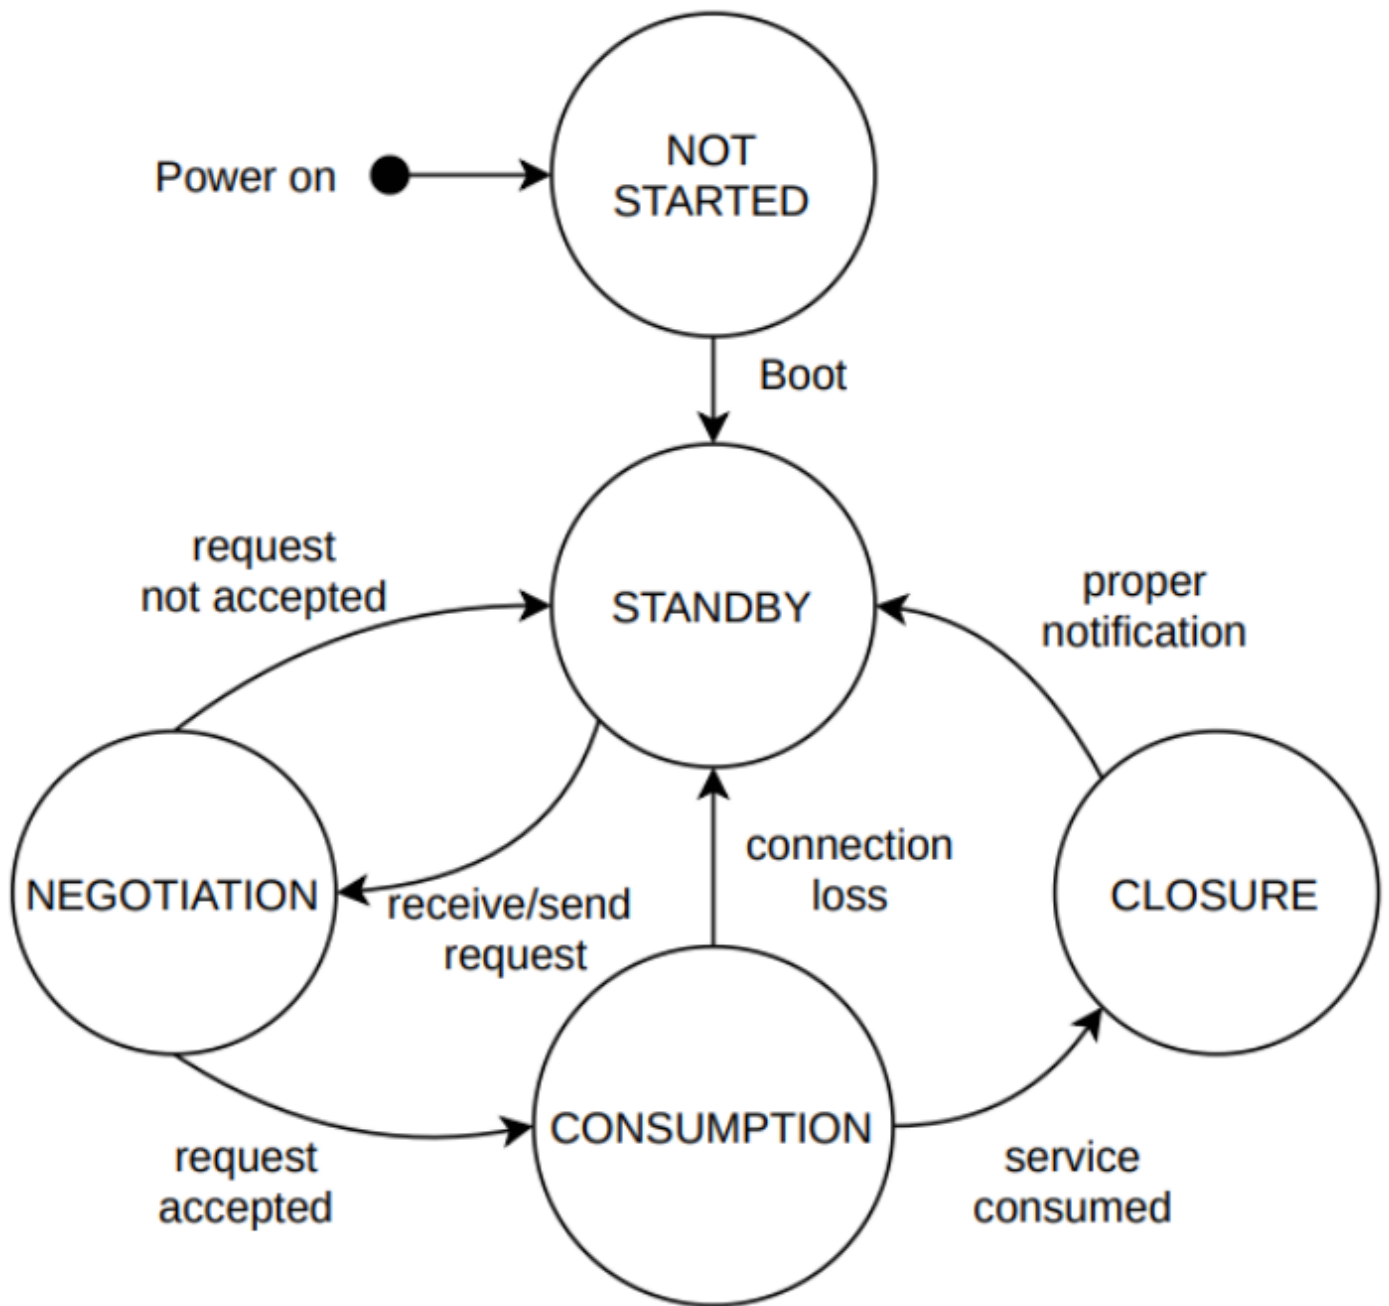 NOT
STARTED
Power on
Boot
request
not accepted
STANDBY
proper
notification
connection
loss
NEGOTIATION
receive/send
request
CLOSURE
CONSUMPTION
request
accepted
service
consumed